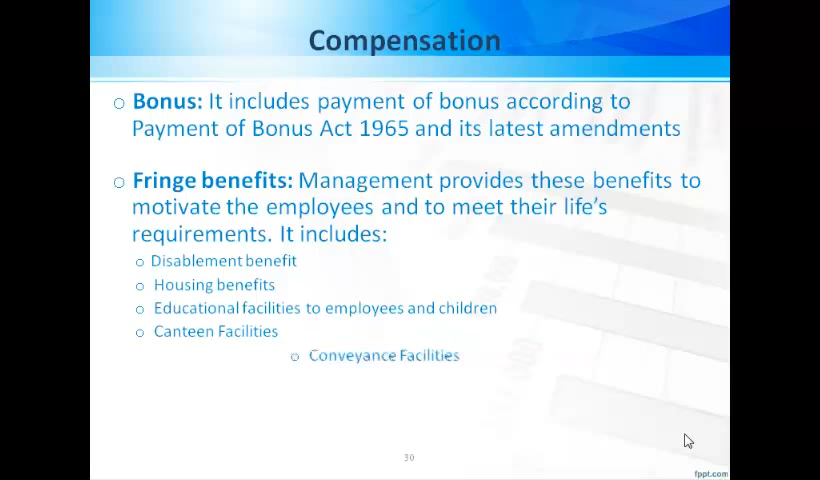 Compensation
○ Bonus: It includes payment of bonus according to
Payment of Bonus Act 1965 and its latest amendments
○ Fringe benefits: Management provides these benefits to
motivate the employees and to meet their life's
requirements. It includes:
○ Disablement benefit
○ Housing benefits
○ Educational facilities to employees and children
○ Canteen Facilities
○ Conveyance Facilities
30
fppt.com